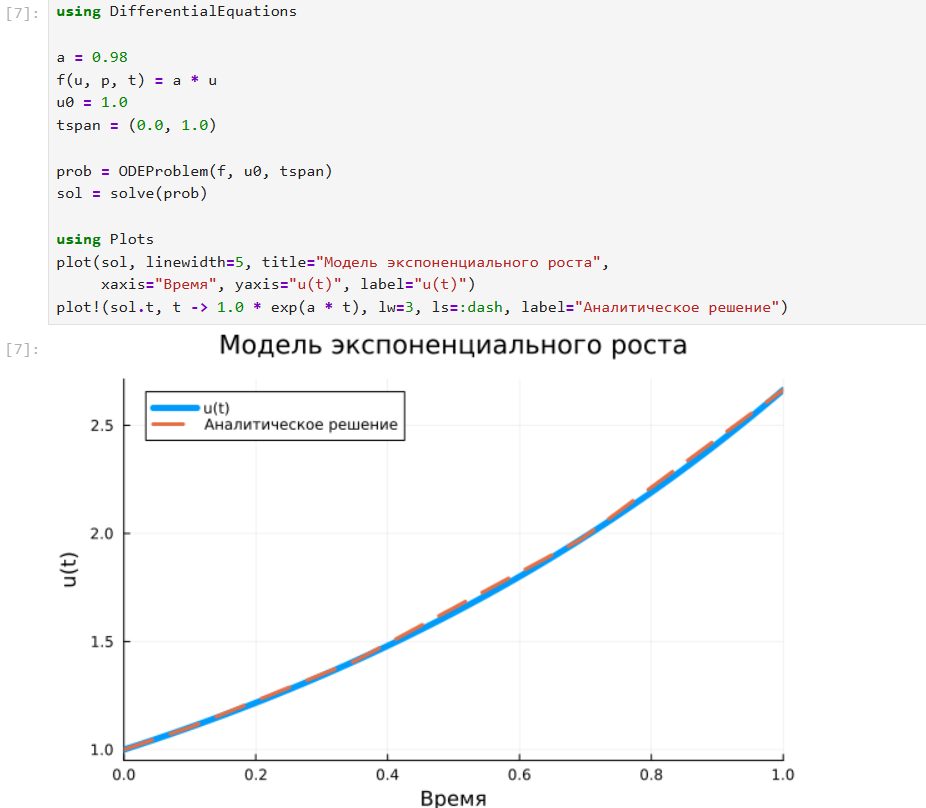 [7]:
using DifferentialEquations
a = 0.98
f(u, p, t) = a * u
u0 = 1.0
tspan = (0.0, 1.0)
prob = ODEProblem(f, u0, tspan)
sol = solve(prob)
using Plots
plot(sol, linewidth=5, title="Модель экспоненциального роста",
xaxis="Время", yaxis="u(t)", label="u(t)")
plot!(sol.t, t -> 1.0 * exp(a * t), lw=3, ls=:dash, label="Аналитическое решение")
[7]:
Модель экспоненциального роста
u(t)
Аналитическое решение
2.5
2.0
1.5
1.0
u(t)
0.0 0.2 0.4 0.6 0.8 1.0
Время